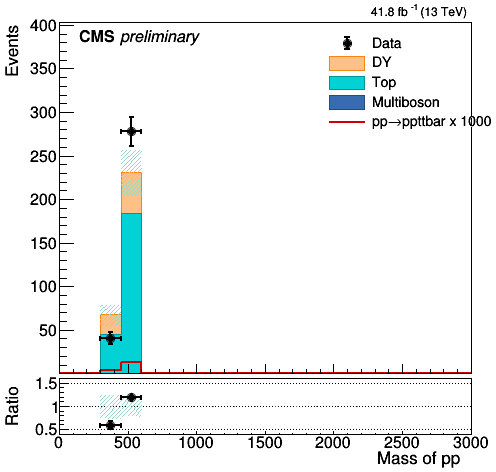 41.8 fb⁻¹ (13 TeV)
CMS preliminary
Events
400
350
300
250
200
150
100
50
Data
DY
Top
Multiboson
pp→ppttbar x 1000
Ratio
1.5
1
0.5
0 500 1000 1500 2000 2500 3000
Mass of pp